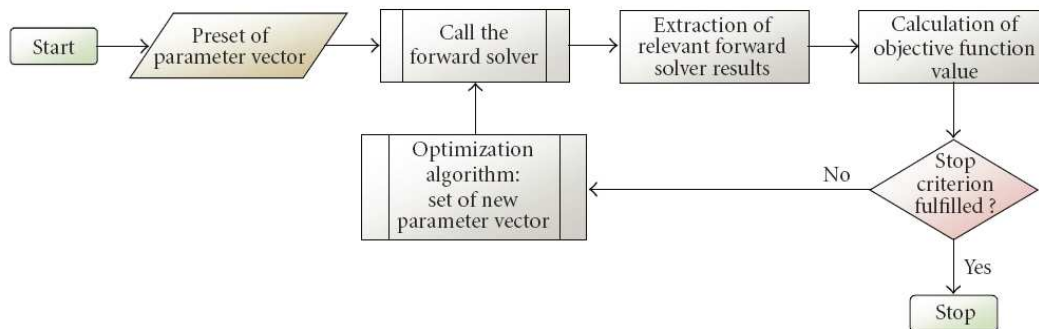 Start
Preset of
parameter vector
Call the
forward solver
Extraction of
relevant forward
solver results
Calculation of
objective function
value
Stop
criterion
fulfilled ?
No
Optimization
algorithm:
set of new
parameter vector
Yes
Stop